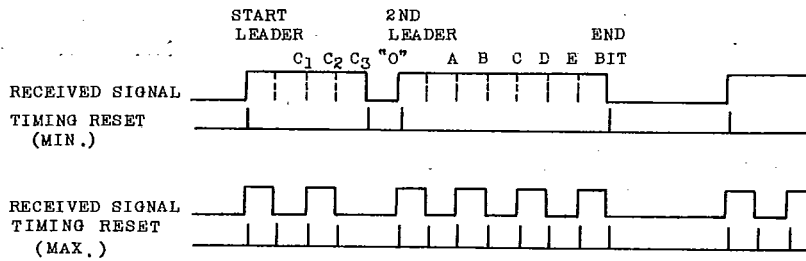 START 2ND
LEADER LEADER END
C1 C2 C3 "0" A B C D E BIT
RECEIVED SIGNAL
TIMING RESET
(MIN.)
RECEIVED SIGNAL
TIMING RESET
(MAX.)